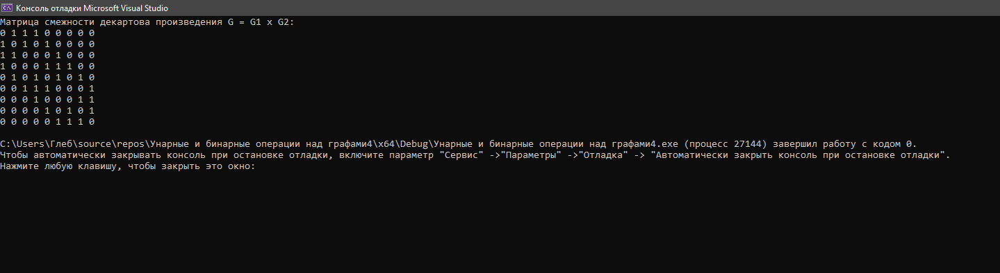 Консоль отладки Microsoft Visual Studio
Матрица смежности декартова произведения G = G1 x G2:
0 1 1 1 0 0 0 0 0
1 0 1 0 1 0 0 0 0
1 1 0 0 0 1 0 0 0
1 0 0 0 1 1 1 0 0
0 1 0 1 0 1 0 1 0
0 0 1 1 1 0 0 0 1
0 0 0 1 0 0 0 1 1
0 0 0 0 1 0 1 0 1
0 0 0 0 0 1 1 1 0
C:\Users\Глеб\source\repos\Унарные и бинарные операции над графами4\x64\Debug\Унарные и бинарные операции над графами4.exe (процесс 27144) завершил работу с кодом 0.
Чтобы автоматически закрывать консоль при остановке отладки, включите параметр "Сервис" ->"Параметры" ->"Отладка" -> "Автоматически закрыть консоль при остановке отладки".
Нажмите любую клавишу, чтобы закрыть это окно: